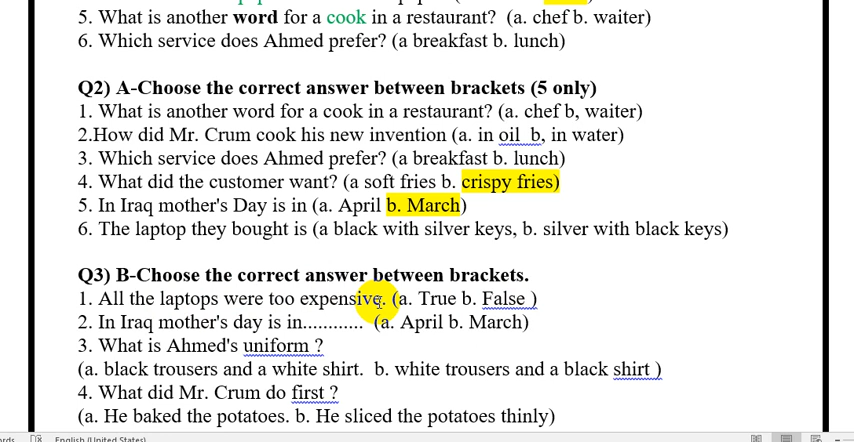 5. What is another word for a cook in a restaurant? (a. chef b. waiter)
6. Which service does Ahmed prefer? (a breakfast b. lunch)
Q2) A-Choose the correct answer between brackets (5 only)
1. What is another word for a cook in a restaurant? (a. chef b, waiter)
2.How did Mr. Crum cook his new invention (a. in oil b, in water)
3. Which service does Ahmed prefer? (a breakfast b. lunch)
4. What did the customer want? (a soft fries b. crispy fries)
5. In Iraq mother's Day is in (a. April b. March)
6. The laptop they bought is (a black with silver keys, b. silver with black keys)
Q3) B-Choose the correct answer between brackets.
1. All the laptops were too expensive. (a. True b. False )
2. In Iraq mother's day is in............ (a. April b. March)
3. What is Ahmed's uniform ?
(a. black trousers and a white shirt. b. white trousers and a black shirt )
4. What did Mr. Crum do first ?
(a. He baked the potatoes. b. He sliced the potatoes thinly)
English (United States)